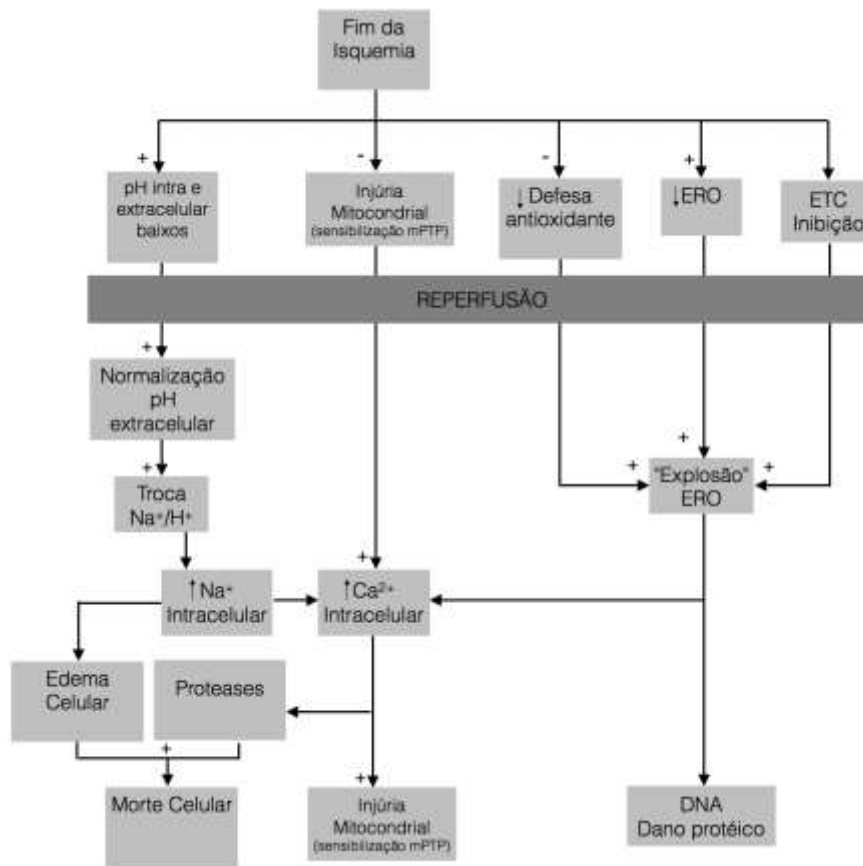 Fim da
Isquemia
+
-
-
+
pH intra e
extracelular
baixos
Injúria
Mitocondrial
(sensibilização mPTP)
↓ Defesa
antioxidante
↓ERO
ETC
Inibição
REPERFUSÃO
+
Normalização
pH
extracelular
+
Troca
Na+/H+
+
+
+
"Explosão"
ERO
+
↑Na+
Intracelular
↑Ca2+
Intracelular
Edema
Celular
Proteases
+
+
Morte Celular
Injúria
Mitocondrial
(sensibilização mPTP)
DNA
Dano protéico